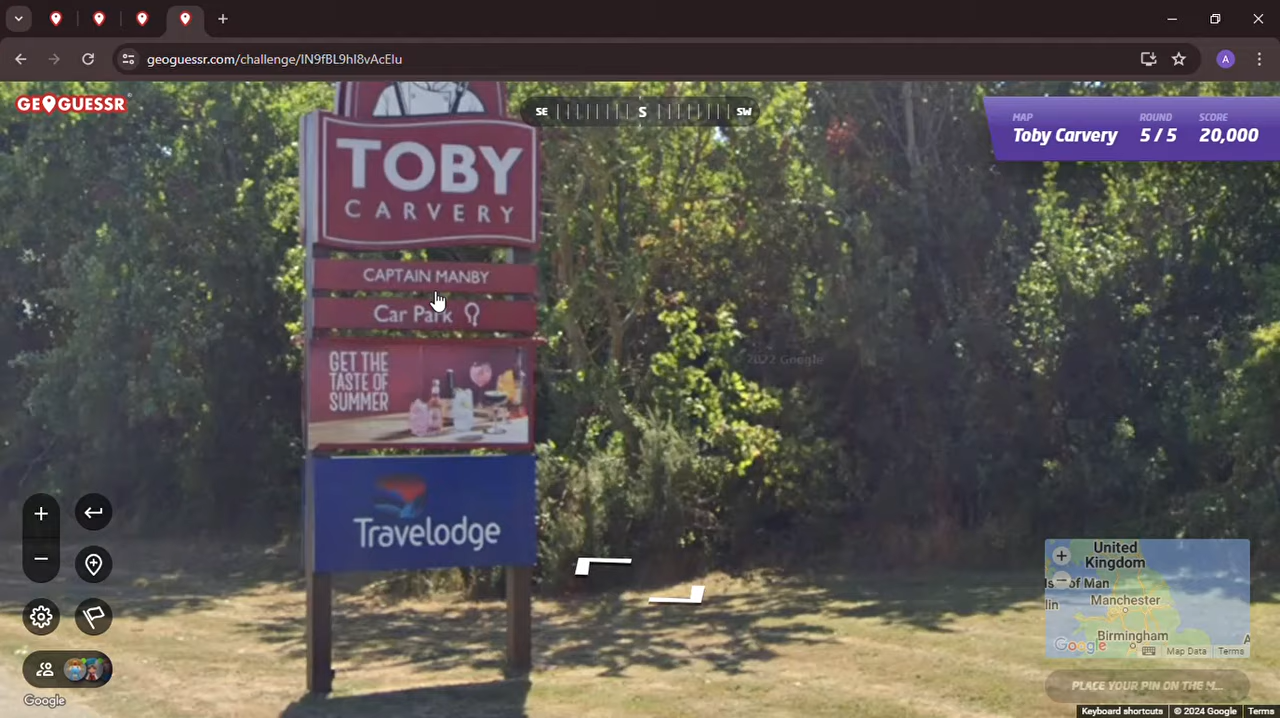 geoguessr.com/challenge/IN9fBL9hI8vAcElu
A
GEOGUESSR
SE
S
SW
MAP
ROUND
SCORE
Toby Carvery
5 / 5
20,000
TOBY
CARVERY
CAPTAIN MANBY
Car Park
GET THE
TASTE OF
SUMMER
Travelodge
© 2022 Google
United
Kingdom
Isle of Man
Manchester
Birmingham
Google
Map Data
Terms
PLACE YOUR PIN ON THE M...
Google
Keyboard shortcuts
© 2024 Google
Terms